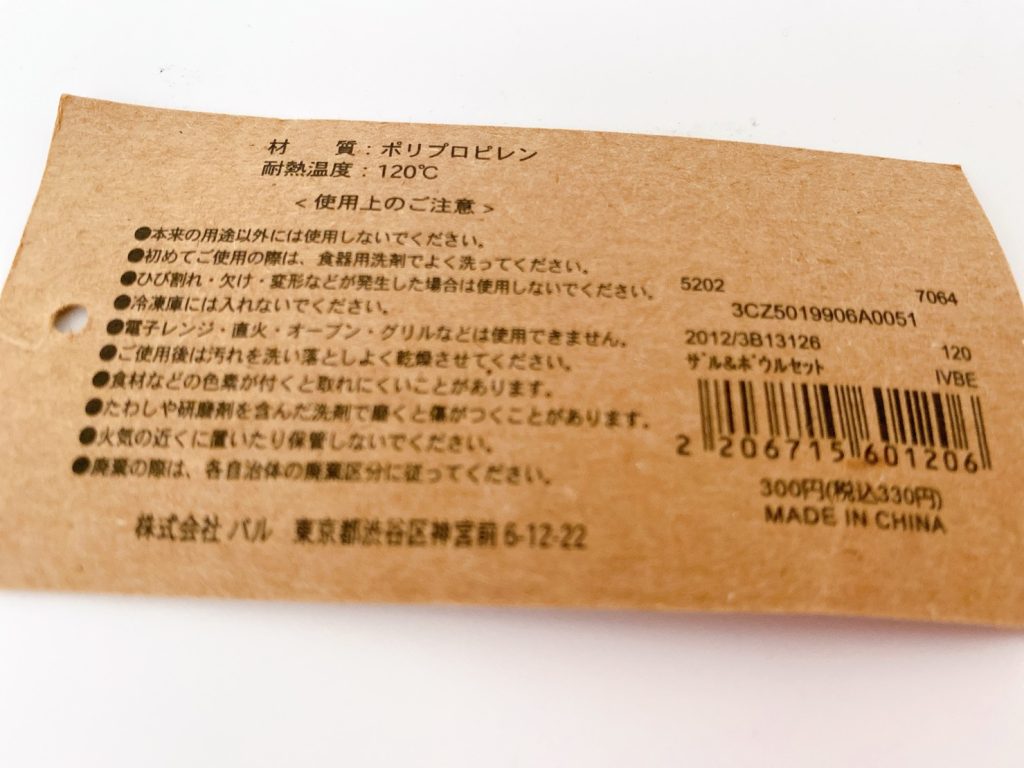 材　質：ポリプロピレン
耐熱温度：120℃
＜使用上のご注意＞
●本来の用途以外には使用しないでください。
●初めてご使用の際は、食器用洗剤でよく洗ってください。
●ひび割れ・欠け・変形などが発生した場合は使用しないでください。
●冷凍庫には入れないでください。
●電子レンジ・直火・オーブン・グリルなどは使用できません。
●ご使用後は汚れを洗い落としよく乾燥させてください。
●食材などの色素が付くと取れにくいことがあります。
●たわしや研磨剤を含んだ洗剤で磨くと傷がつくことがあります。
●火気の近くに置いたり保管しないでください。
●廃棄の際は、各自治体の廃棄区分に従ってください。
株式会社 パル　東京都渋谷区神宮前 6-12-22
5202 7064
3CZ5019906A0051
2012/3B13126 120
ｻﾞﾙ&ﾎﾞｳﾙｾｯﾄ IVBE
2 206715 601206
300円(税込330円)
MADE IN CHINA